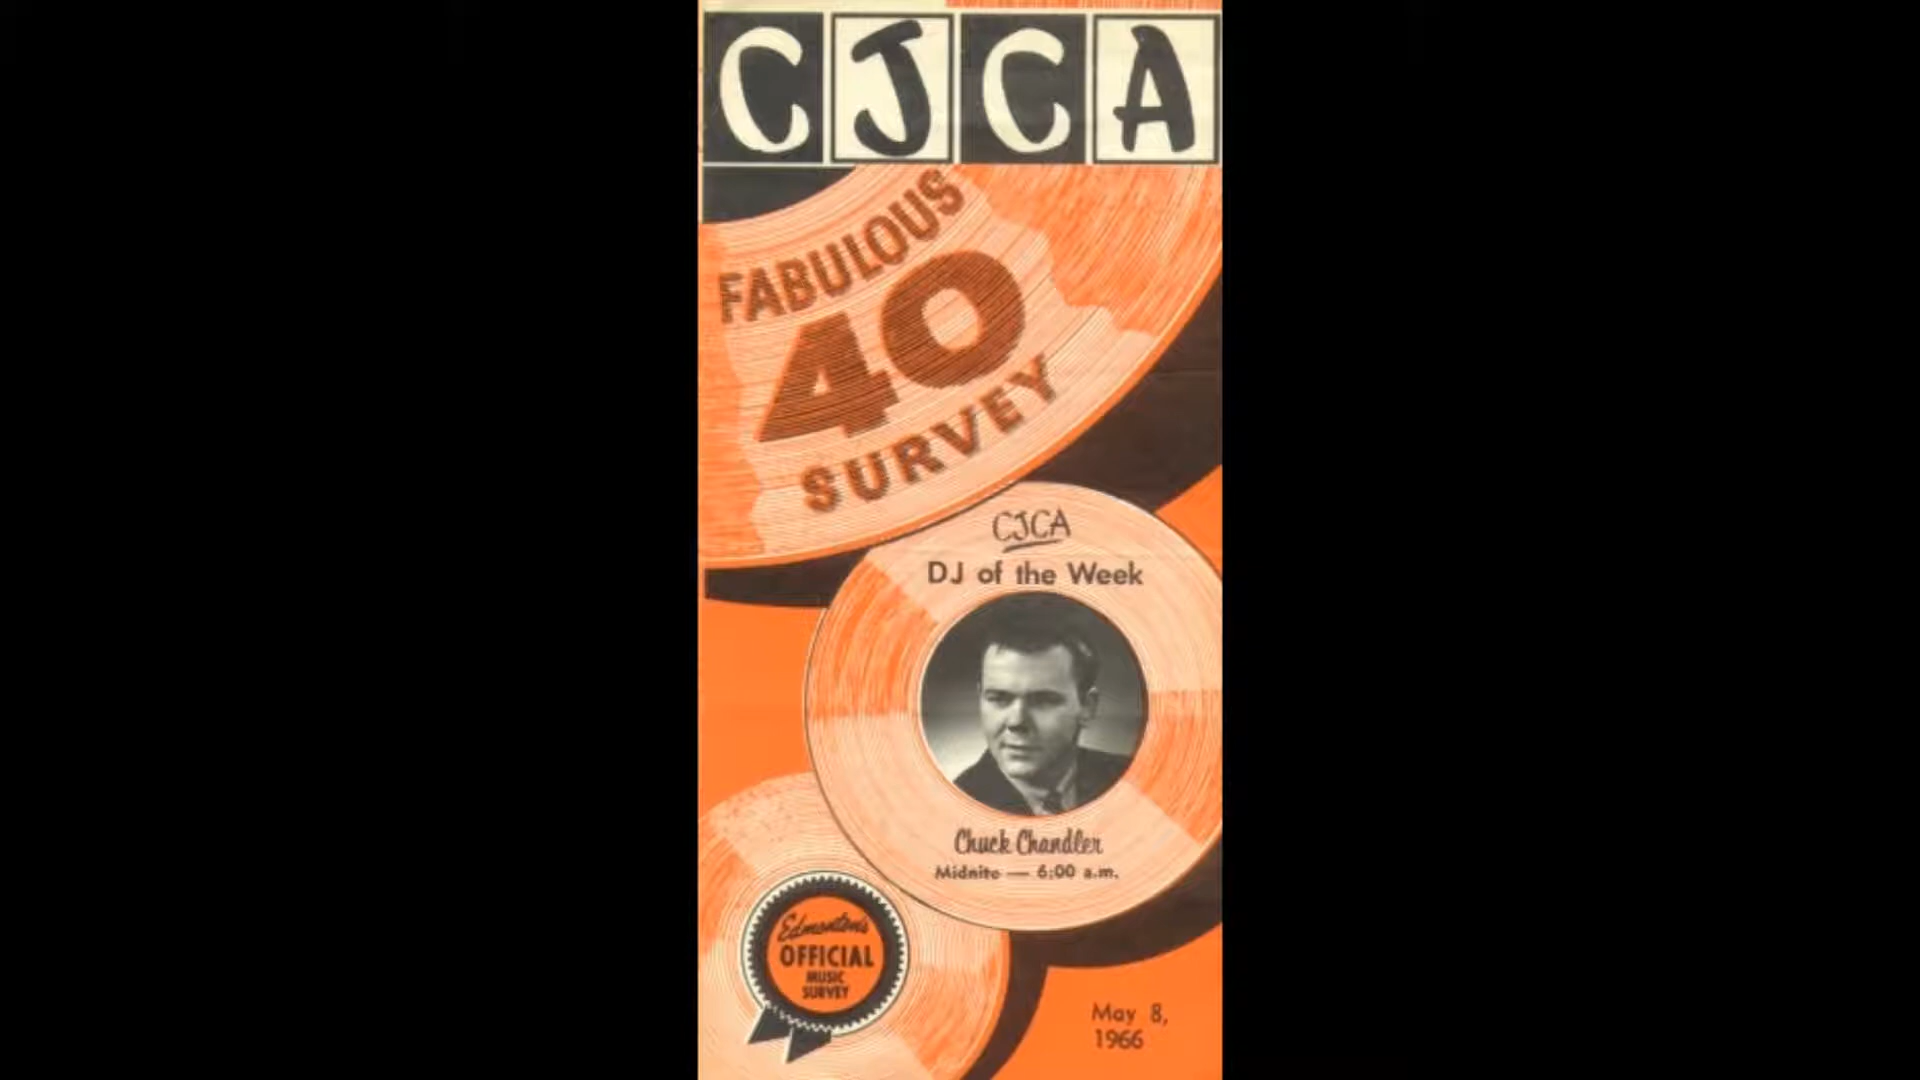 CJCA
FABULOUS
40
SURVEY
CJCA
DJ of the Week
Chuck Chandler
Midnite — 6:00 a.m.
Edmonton's
OFFICIAL
MUSIC
SURVEY
May 8,
1966